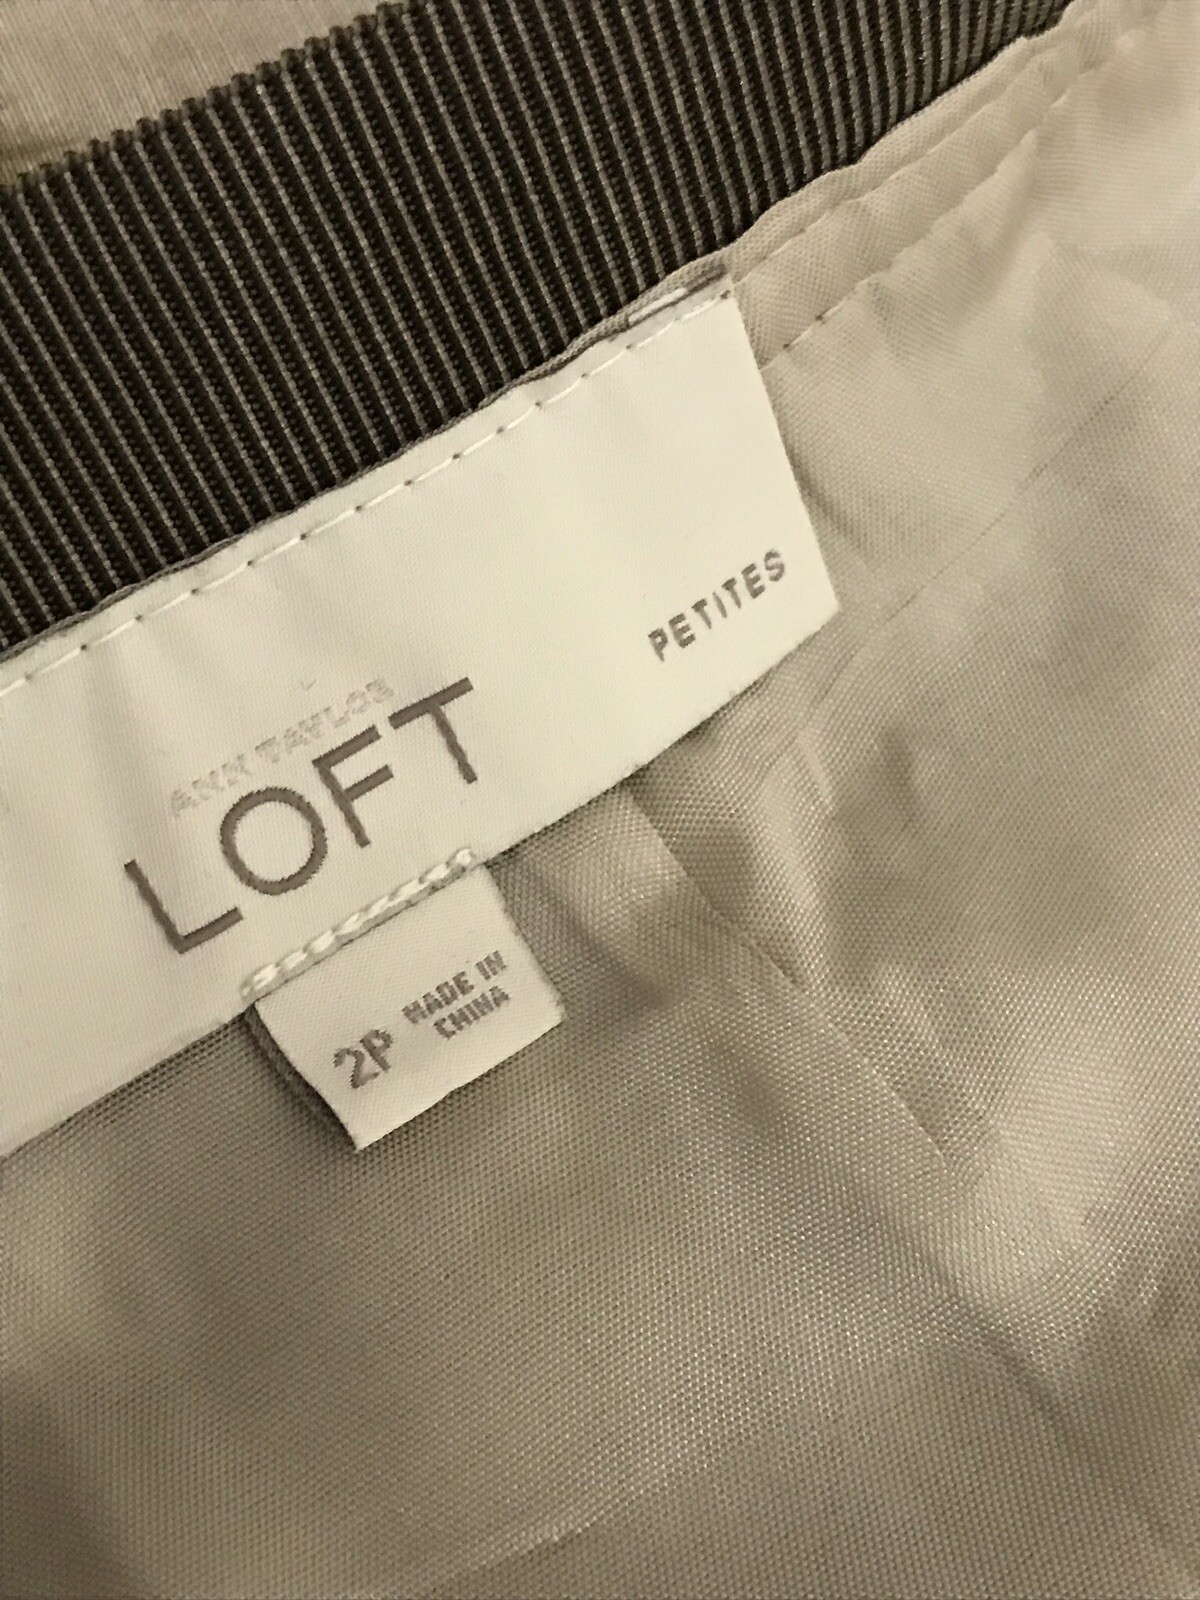 PETITES
ANN TAYLOR
LOFT
2P MADE IN
CHINA